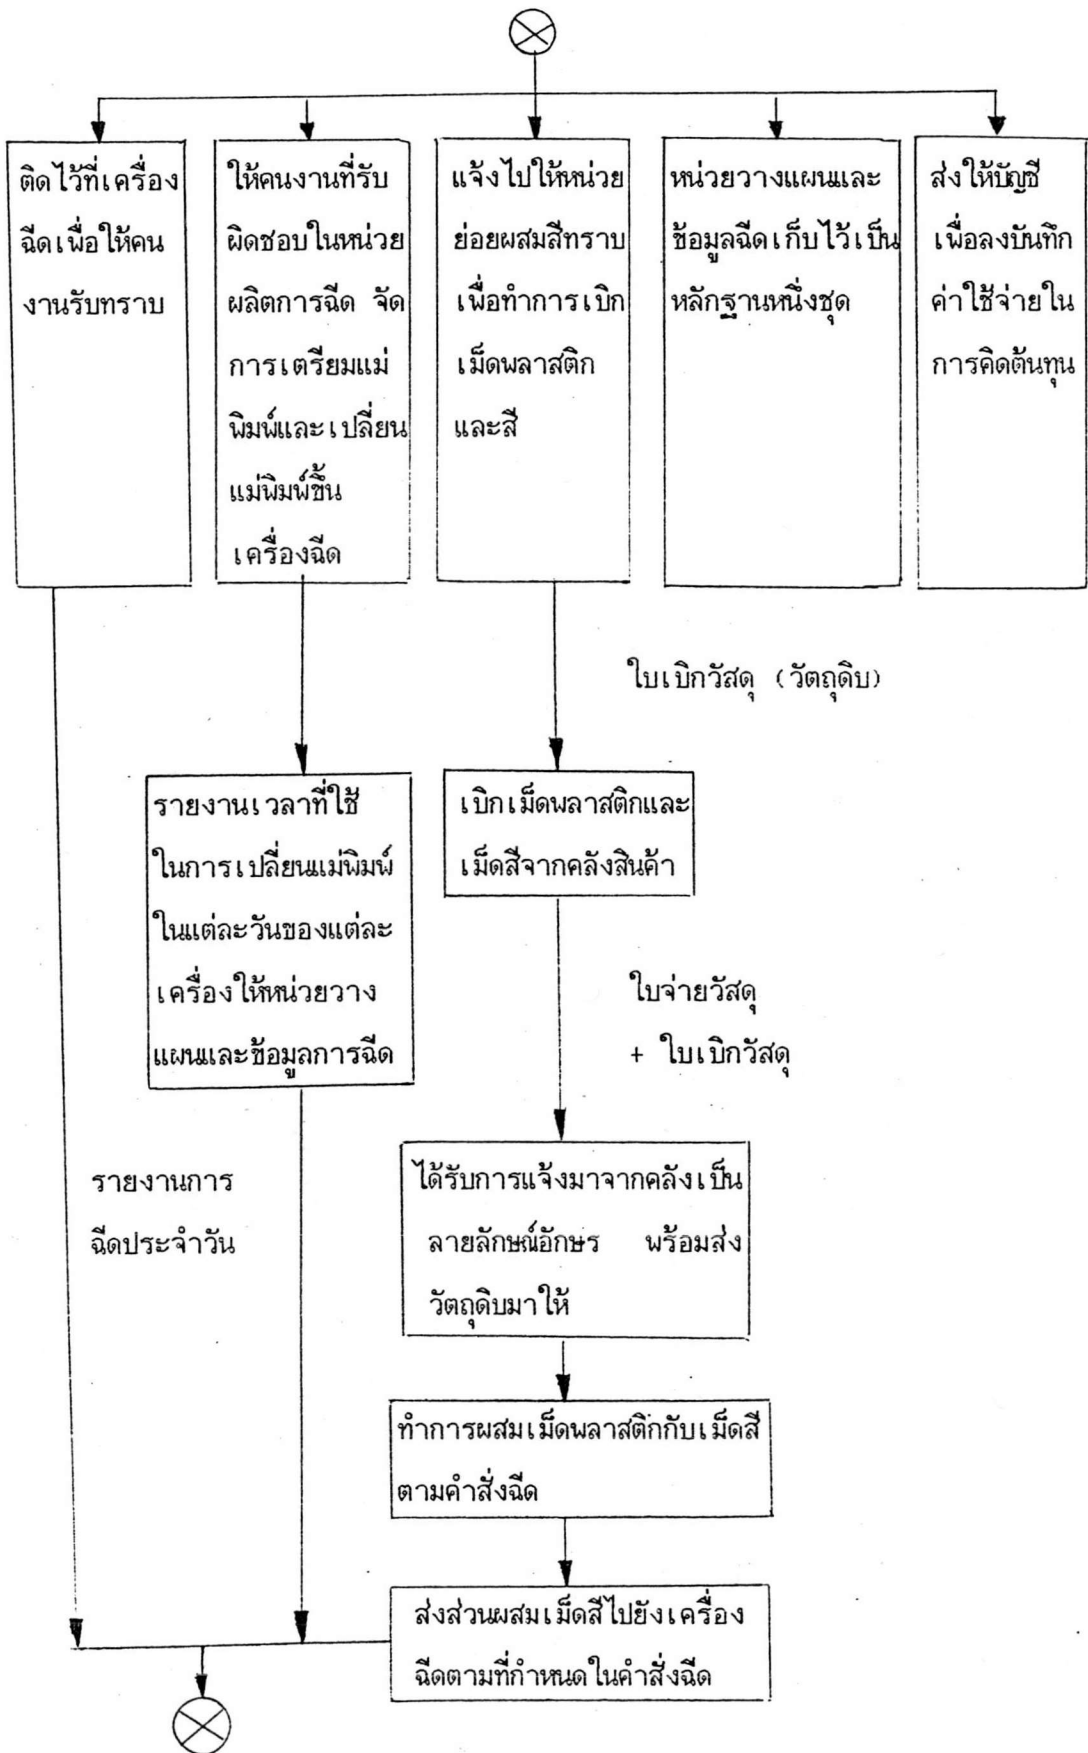 ติดไว้ที่เครื่อง
ฉีดเพื่อให้คน
งานรับทราบ
ให้คนงานที่รับ
ผิดชอบในหน่วย
ผลิตการฉีด จัด
การเตรียมแม่
พิมพ์และเปลี่ยน
แม่พิมพ์ขึ้น
เครื่องฉีด
แจ้งไปให้หน่วย
ย่อยผสมสีทราบ
เพื่อทำการเบิก
เม็ดพลาสติก
และสี
หน่วยวางแผนและ
ข้อมูลฉีดเก็บไว้เป็น
หลักฐานหนึ่งชุด
ส่งให้บัญชี
เพื่อลงบันทึก
ค่าใช้จ่ายใน
การคิดต้นทุน
ใบเบิกวัสดุ (วัตถุดิบ)
รายงานเวลาที่ใช้
ในการเปลี่ยนแม่พิมพ์
ในแต่ละวันของแต่ละ
เครื่องให้หน่วยวาง
แผนและข้อมูลการฉีด
เบิกเม็ดพลาสติกและ
เม็ดสีจากคลังสินค้า
ใบจ่ายวัสดุ
+ ใบเบิกวัสดุ
รายงานการ
ฉีดประจำวัน
ได้รับการแจ้งมาจากคลังเป็น
ลายลักษณ์อักษร พร้อมส่ง
วัตถุดิบมาให้
ทำการผสมเม็ดพลาสติกกับเม็ดสี
ตามคำสั่งฉีด
ส่งส่วนผสมเม็ดสีไปยังเครื่อง
ฉีดตามที่กำหนดในคำสั่งฉีด